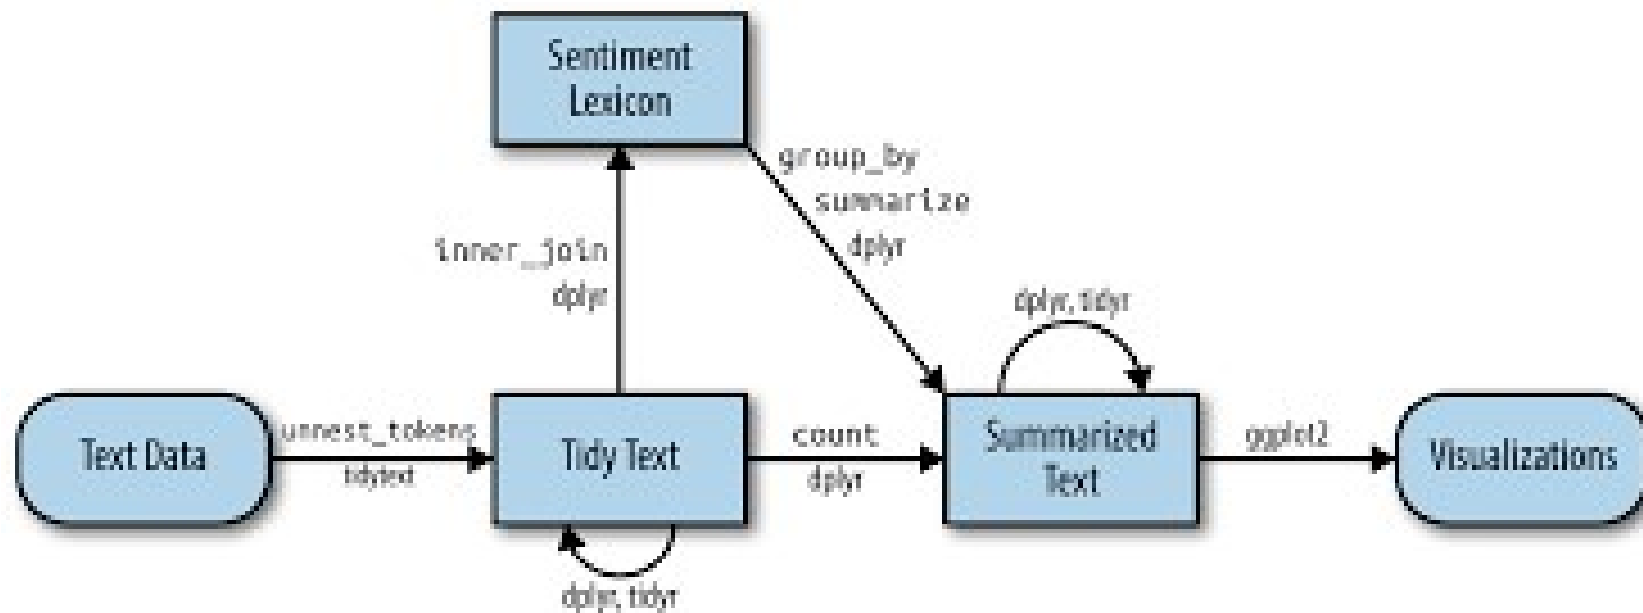 Sentiment
Lexicon
group_by
summarize
dplyr
inner_join
dplyr
dplyr, tidyr
Text Data
unnest_tokens
tidytext
Tidy Text
count
dplyr
Summarized
Text
ggplot2
Visualizations
dplyr, tidyr